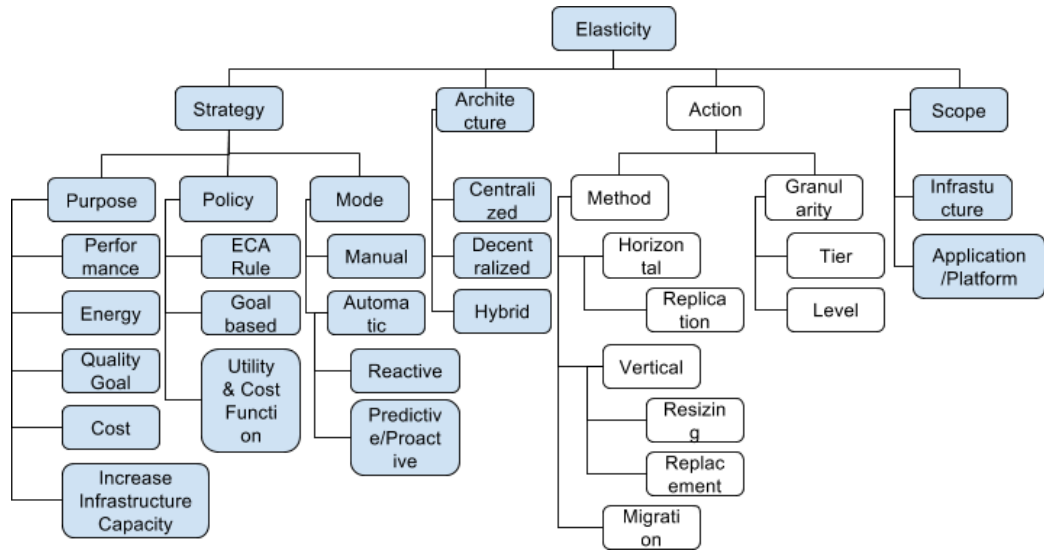 Elasticity
Strategy
Archite
cture
Action
Scope
Purpose
Policy
Mode
Centrali
zed
Method
Granul
arity
Infrastu
cture
Perfor
mance
ECA
Rule
Manual
Decent
ralized
Horizon
tal
Tier
Application
/Platform
Energy
Goal
based
Automa
tic
Hybrid
Replica
tion
Level
Quality
Goal
Utility
& Cost
Functi
on
Reactive
Vertical
Cost
Predictiv
e/Proact
ive
Resizin
g
Increase
Infrastructure
Capacity
Replac
ement
Migrati
on